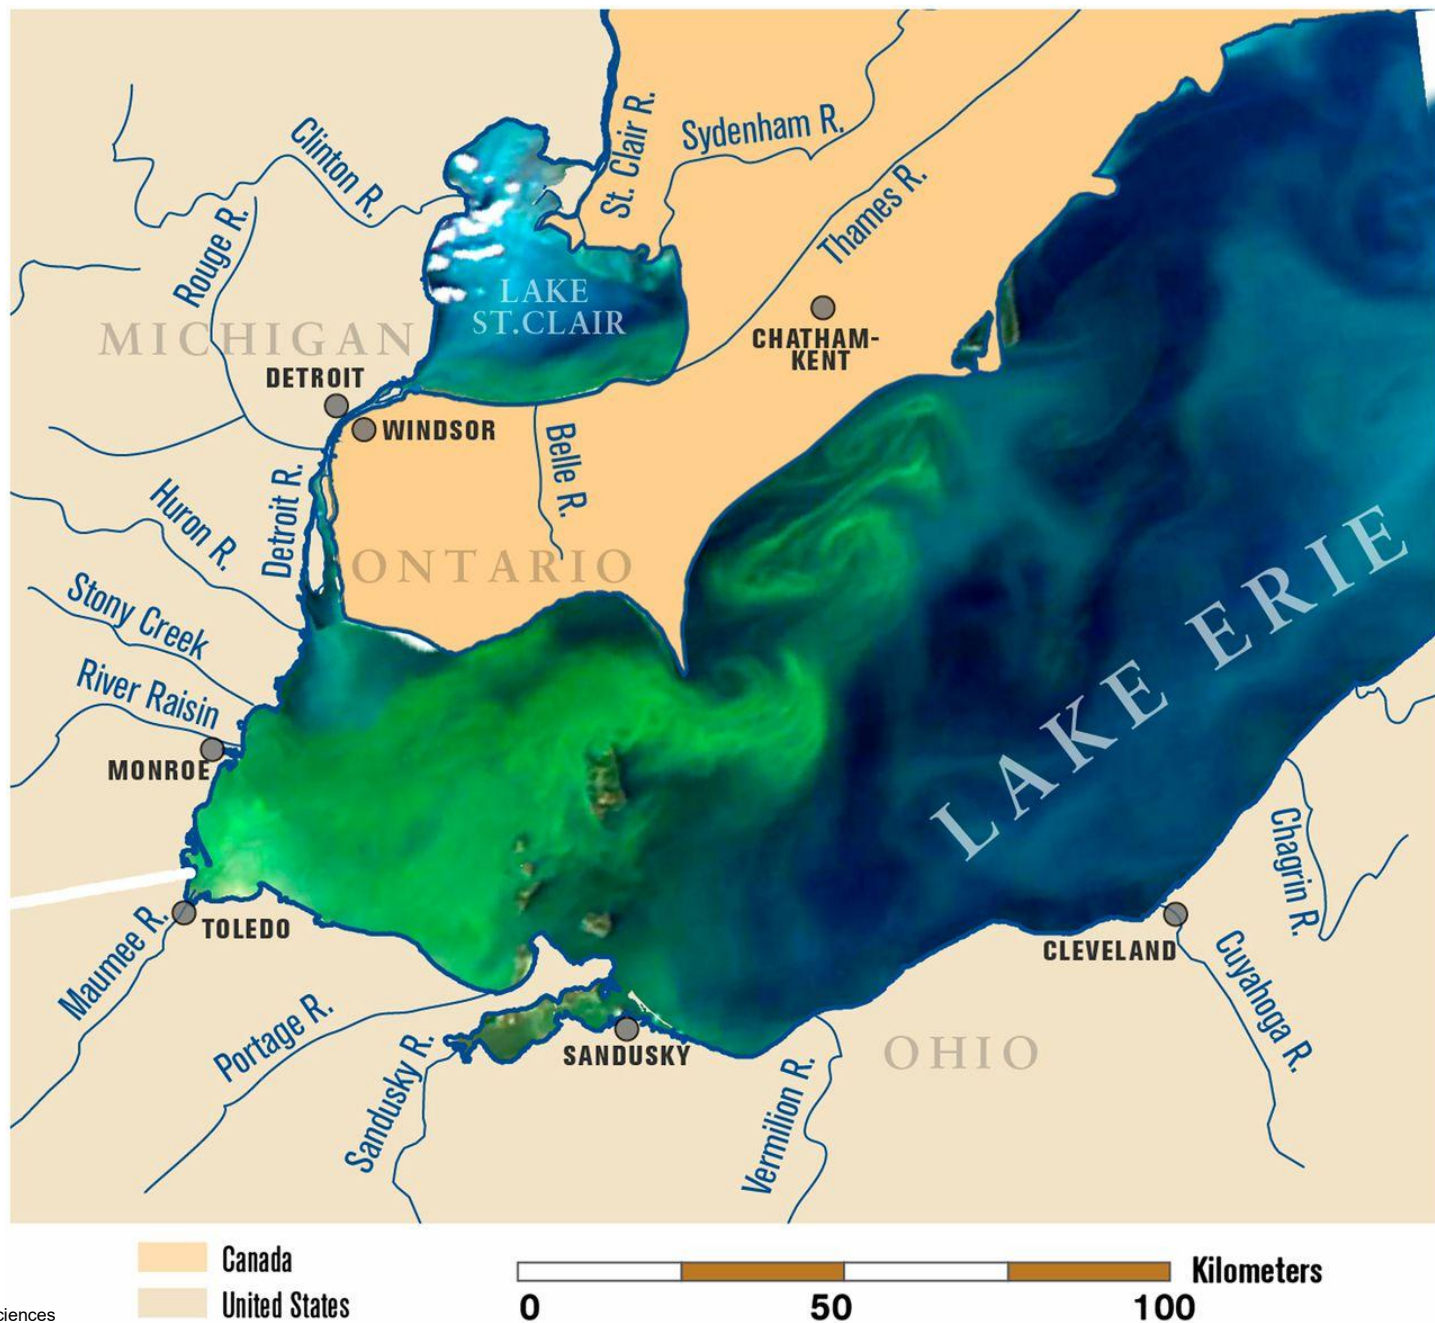 Clinton R.
St. Clair R.
Sydenham R.
Thames R.
Rouge R.
LAKE
ST.CLAIR
MICHIGAN
CHATHAM-
KENT
DETROIT
WINDSOR
Belle R.
Huron R.
Detroit R.
ONTARIO
Stony Creek
River Raisin
MONROE
LAKE ERIE
Chagrin R.
TOLEDO
Maumee R.
CLEVELAND
Cuyahoga R.
Portage R.
Sandusky R.
SANDUSKY
OHIO
Vermilion R.
Canada
United States
Kilometers
0 50 100